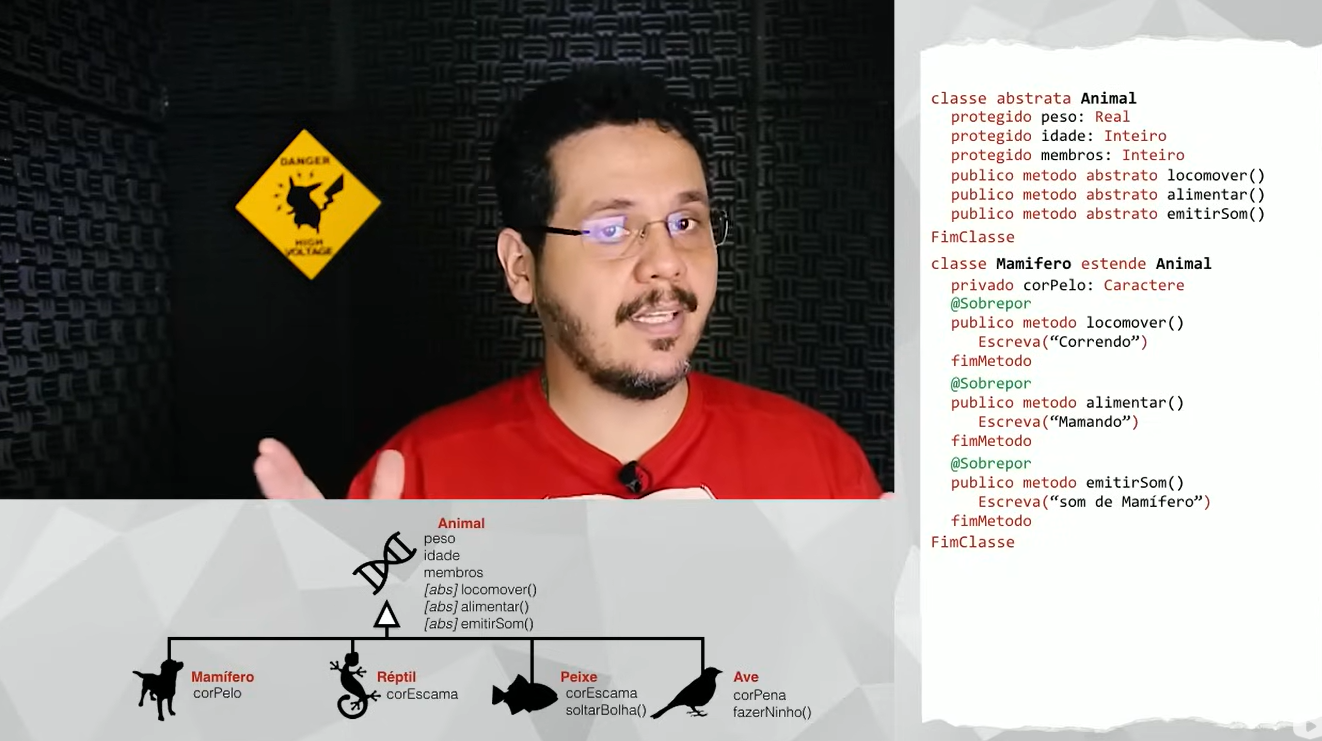 DANGER
HIGH
VOLTAGE
classe abstrata Animal
protegido peso: Real
protegido idade: Inteiro
protegido membros: Inteiro
publico metodo abstrato locomover()
publico metodo abstrato alimentar()
publico metodo abstrato emitirSom()
FimClasse
classe Mamifero estende Animal
privado corPelo: Caractere
@Sobrepor
publico metodo locomover()
Escreva(“Correndo”)
fimMetodo
@Sobrepor
publico metodo alimentar()
Escreva(“Mamando”)
fimMetodo
@Sobrepor
publico metodo emitirSom()
Escreva(“som de Mamífero”)
fimMetodo
FimClasse
Animal
peso
idade
membros
[abs] locomover()
[abs] alimentar()
[abs] emitirSom()
Mamífero
corPelo
Réptil
corEscama
Peixe
corEscama
soltarBolha()
Ave
corPena
fazerNinho()